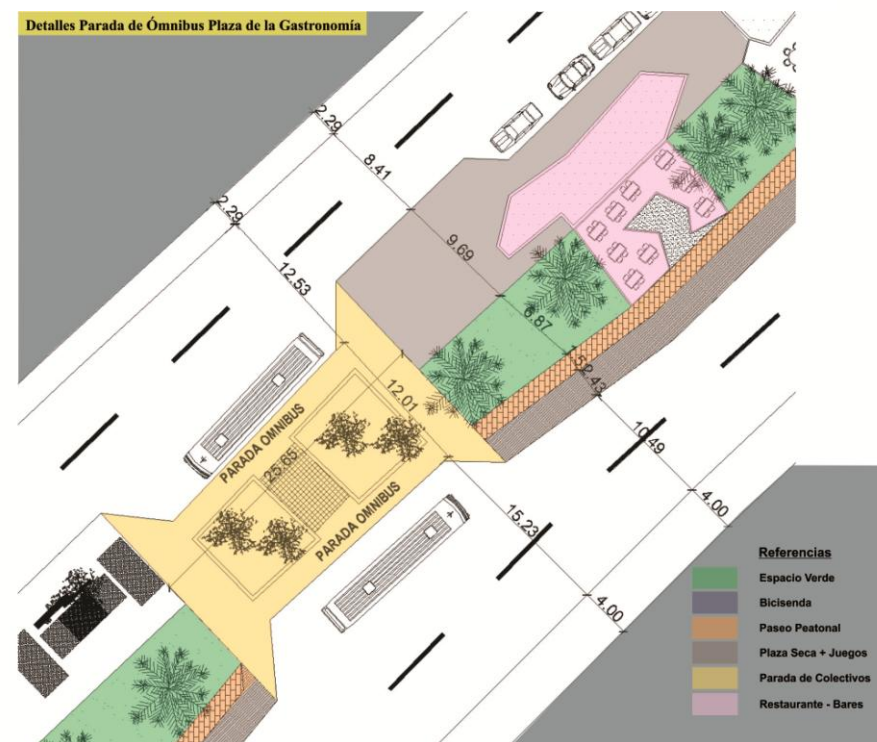 Detalles Parada de Ómnibus Plaza de la Gastronomía
2.29
8.41
2.29
9.69
12.53
6.87
2.43
12.01
10.49
PARADA OMNIBUS
25.65
4.00
PARADA OMNIBUS
15.23
4.00
Referencias
Espacio Verde
Bicisenda
Paseo Peatonal
Plaza Seca + Juegos
Parada de Colectivos
Restaurante - Bares